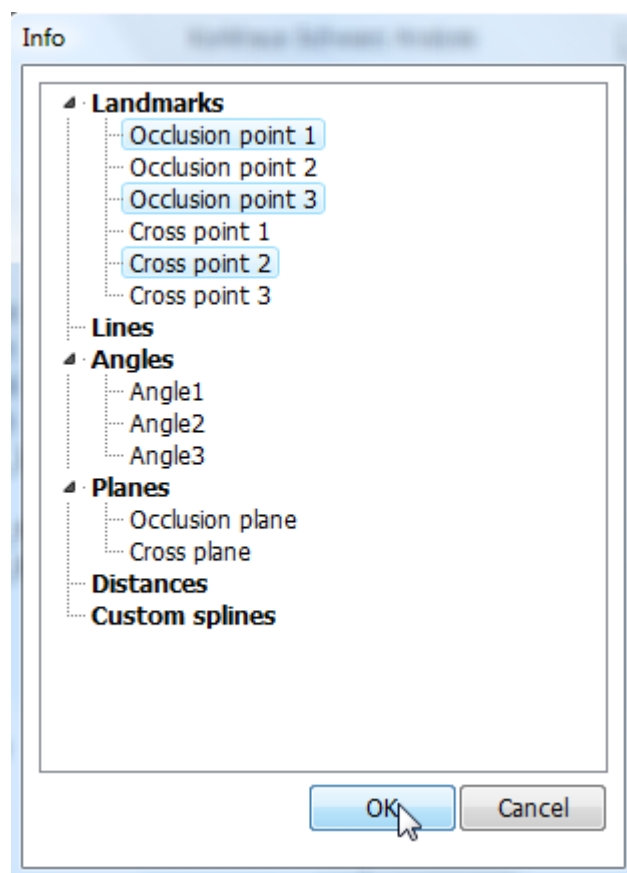 Info
Landmarks
Occlusion point 1
Occlusion point 2
Occlusion point 3
Cross point 1
Cross point 2
Cross point 3
Lines
Angles
Angle1
Angle2
Angle3
Planes
Occlusion plane
Cross plane
Distances
Custom splines
OK Cancel